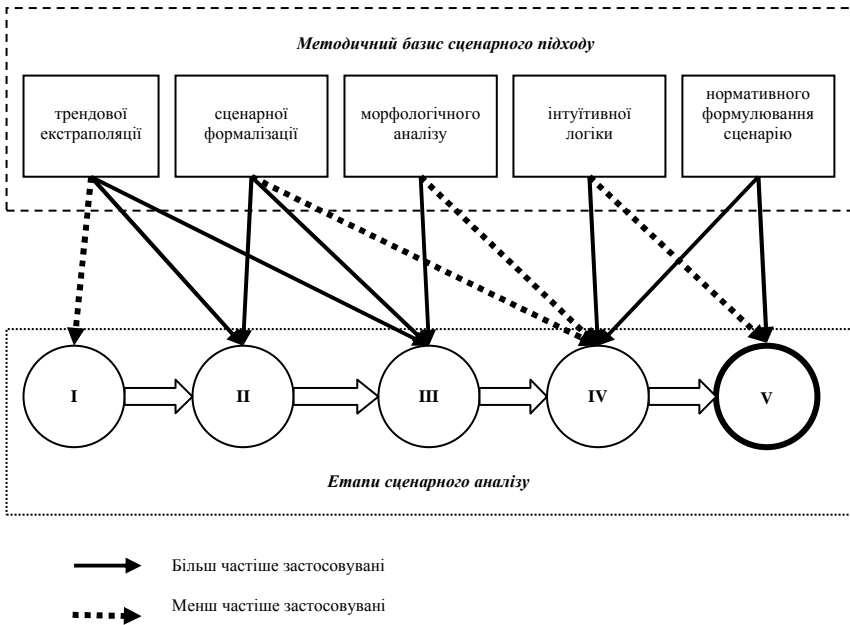 Методичний базис сценарного підходу
трендової
екстраполяції
сценарної
формалізації
морфологічного
аналізу
інтуїтивної
логіки
нормативного
формулювання
сценарію
I
II
III
IV
V
Етапи сценарного аналізу
Більш частіше застосовувані
Менш частіше застосовувані